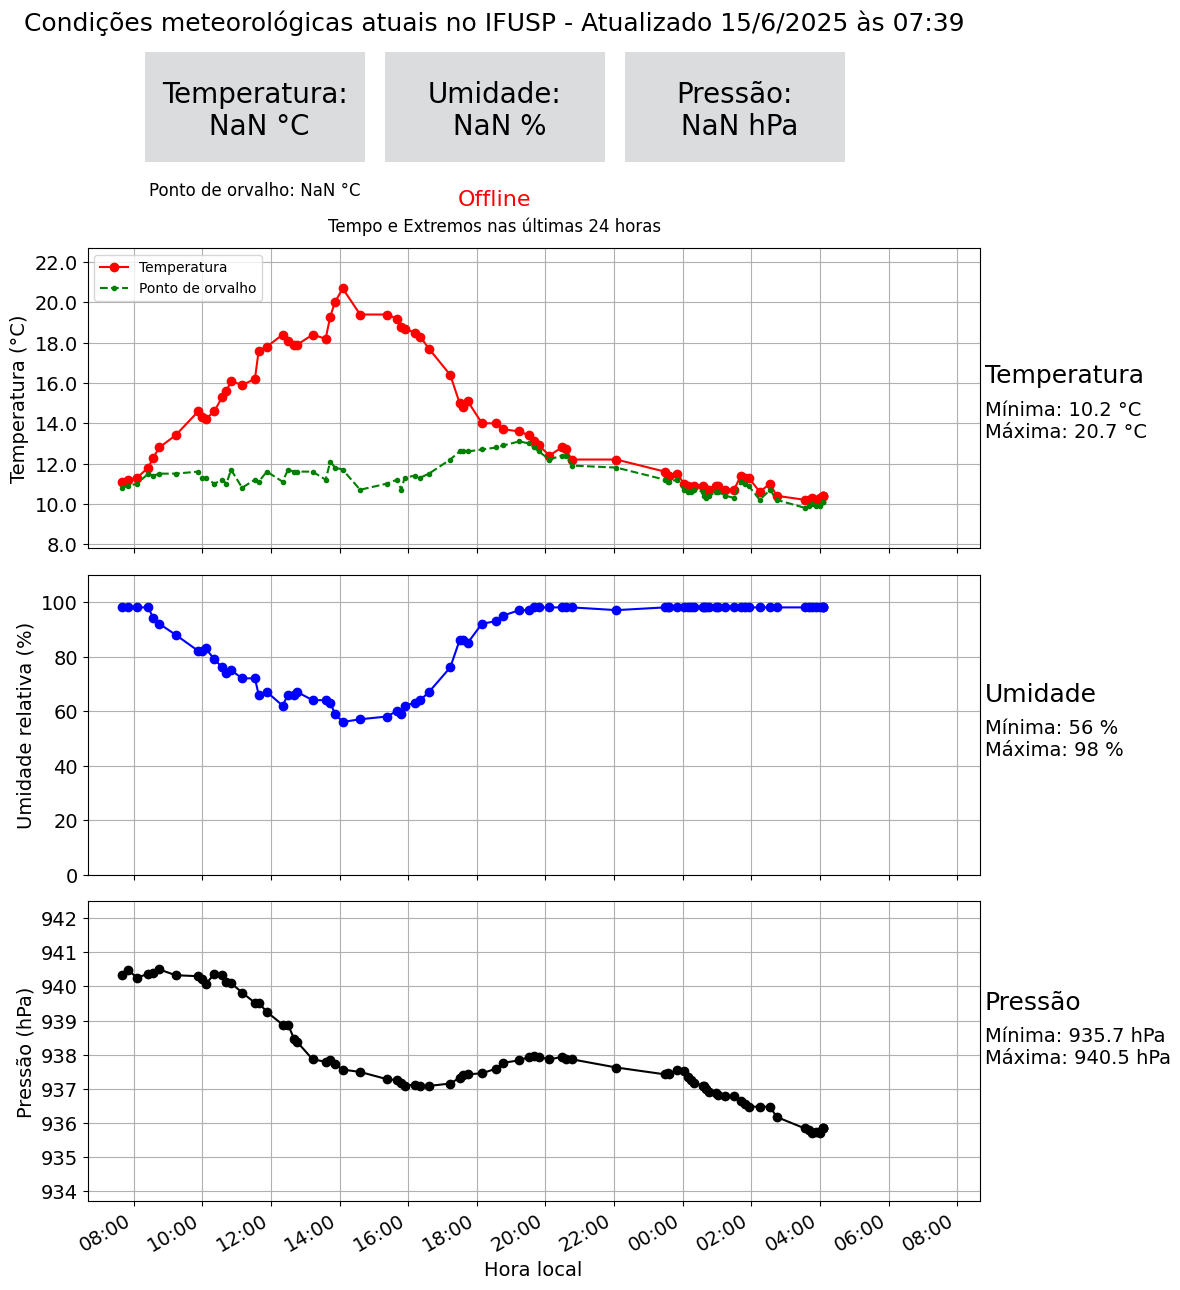 Condições meteorológicas atuais no IFUSP - Atualizado 15/6/2025 às 07:39
Temperatura:
NaN °C
Umidade:
NaN %
Pressão:
NaN hPa
Ponto de orvalho: NaN °C
Offline
Tempo e Extremos nas últimas 24 horas
Temperatura (°C)
22.0
20.0
18.0
16.0
14.0
12.0
10.0
8.0
Temperatura
Ponto de orvalho
Temperatura
Mínima: 10.2 °C
Máxima: 20.7 °C
Umidade relativa (%)
100
80
60
40
20
0
Umidade
Mínima: 56 %
Máxima: 98 %
Pressão (hPa)
942
941
940
939
938
937
936
935
934
Pressão
Mínima: 935.7 hPa
Máxima: 940.5 hPa
08:00 10:00 12:00 14:00 16:00 18:00 20:00 22:00 00:00 02:00 04:00 06:00 08:00
Hora local